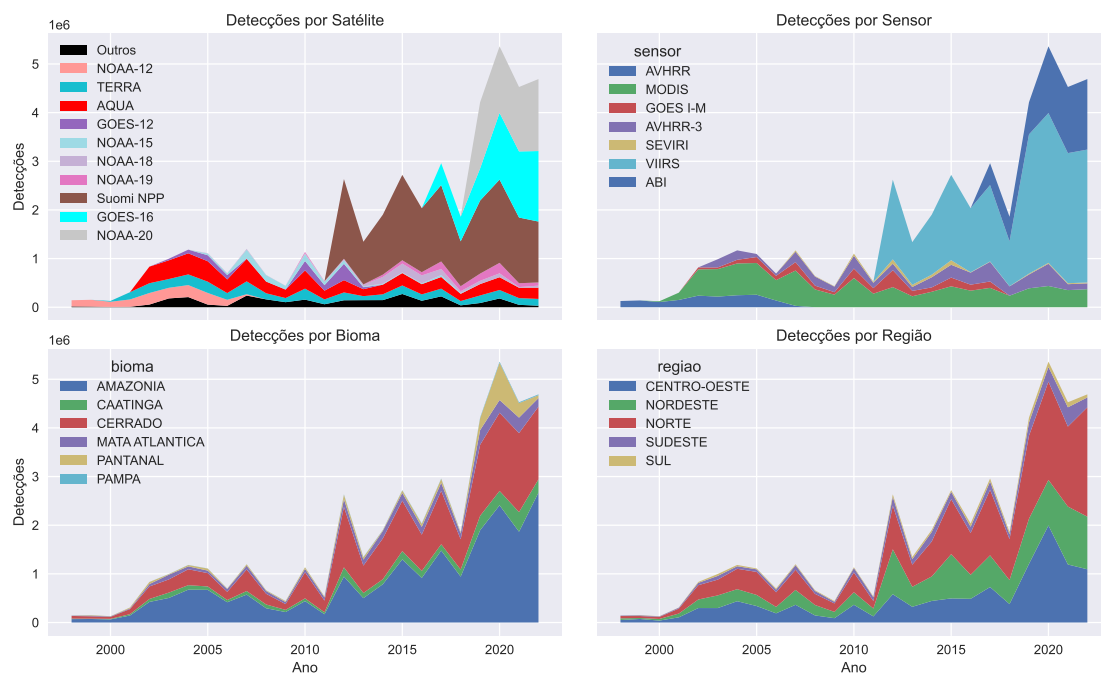 Detecções por Satélite
1e6
Detecções
5
4
3
2
1
0
Outros
NOAA-12
TERRA
AQUA
GOES-12
NOAA-15
NOAA-18
NOAA-19
Suomi NPP
GOES-16
NOAA-20
Detecções por Sensor
sensor
AVHRR
MODIS
GOES I-M
AVHRR-3
SEVIRI
VIIRS
ABI
Detecções por Bioma
1e6
Detecções
5
4
3
2
1
0
bioma
AMAZONIA
CAATINGA
CERRADO
MATA ATLANTICA
PANTANAL
PAMPA
2000 2005 2010 2015 2020
Ano
Detecções por Região
regiao
CENTRO-OESTE
NORDESTE
NORTE
SUDESTE
SUL
2000 2005 2010 2015 2020
Ano